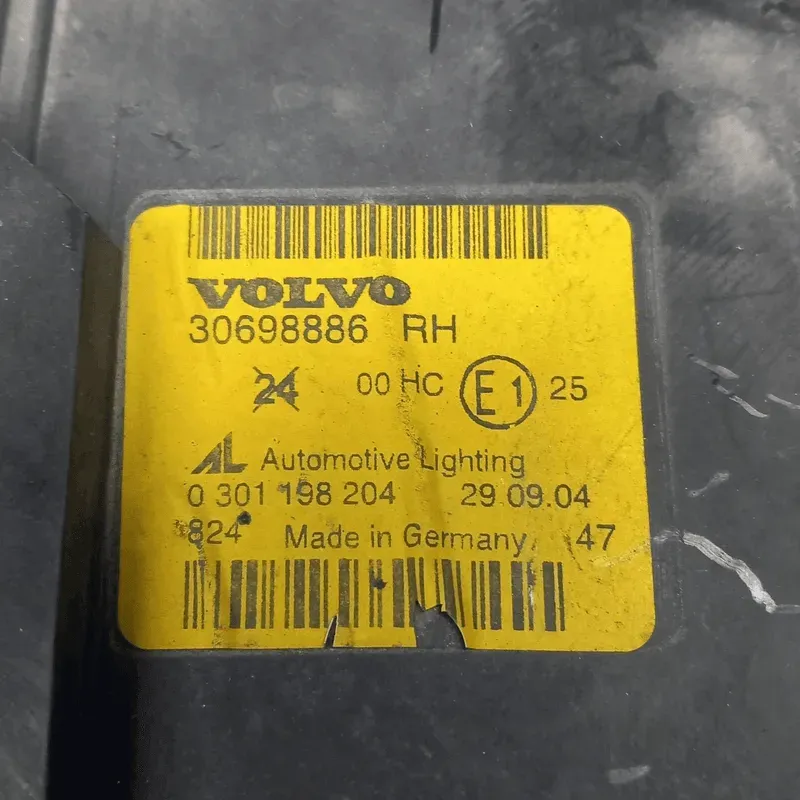 VOLVO
30698886 RH
24 00 HC E1 25
AL Automotive Lighting
0 301 198 204 29 09 04
824 Made in Germany 47